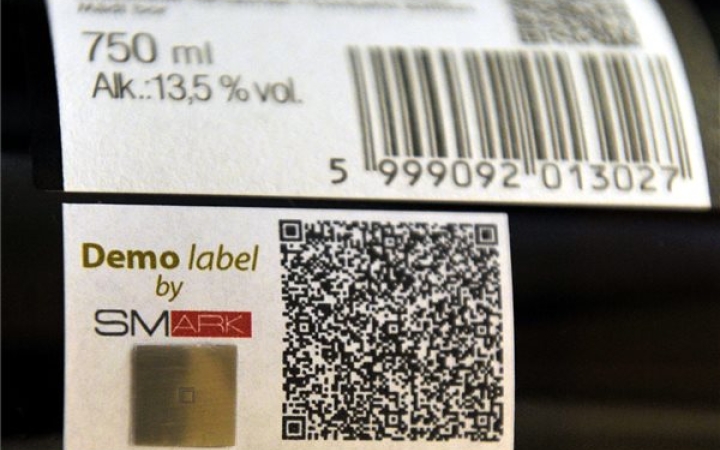 750 ml
Alk.:13,5 % vol.
5 999092 013027
Demo label
by
SMARK